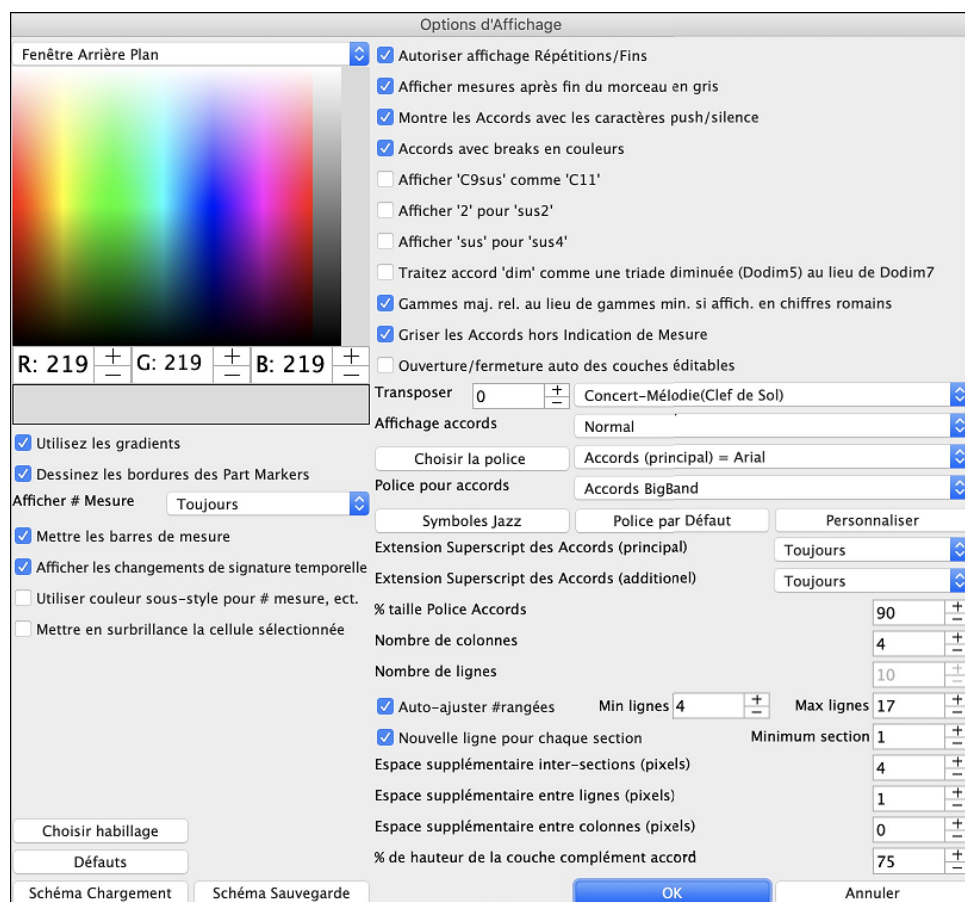 Options d'Affichage
Fenêtre Arrière Plan
R: 219 + − G: 219 + − B: 219 + −
Utilisez les gradients
Dessinez les bordures des Part Markers
Afficher # Mesure Toujours
Mettre les barres de mesure
Afficher les changements de signature temporelle
Utiliser couleur sous-style pour # mesure, ect.
Mettre en surbrillance la cellule sélectionnée
Choisir habillage
Défauts
Schéma Chargement Schéma Sauvegarde
Autoriser affichage Répétitions/Fins
Afficher mesures après fin du morceau en gris
Montre les Accords avec les caractères push/silence
Accords avec breaks en couleurs
Afficher 'C9sus' comme 'C11'
Afficher '2' pour 'sus2'
Afficher 'sus' pour 'sus4'
Traitez accord 'dim' comme une triade diminuée (Dodim5) au lieu de Dodim7
Gammes maj. rel. au lieu de gammes min. si affich. en chiffres romains
Griser les Accords hors Indication de Mesure
Ouverture/fermeture auto des couches éditables
Transposer 0 + − Concert-Mélodie(Clef de Sol)
Affichage accords Normal
Choisir la police Accords (principal) = Arial
Police pour accords Accords BigBand
Symboles Jazz Police par Défaut Personnaliser
Extension Superscript des Accords (principal) Toujours
Extension Superscript des Accords (additionel) Toujours
% taille Police Accords 90 + −
Nombre de colonnes 4 + −
Nombre de lignes 10 + −
Auto-ajuster #rangées Min lignes 4 + − Max lignes 17 + −
Nouvelle ligne pour chaque section Minimum section 1 + −
Espace supplémentaire inter-sections (pixels) 4 + −
Espace supplémentaire entre lignes (pixels) 1 + −
Espace supplémentaire entre colonnes (pixels) 0 + −
% de hauteur de la couche complément accord 75 + −
OK Annuler